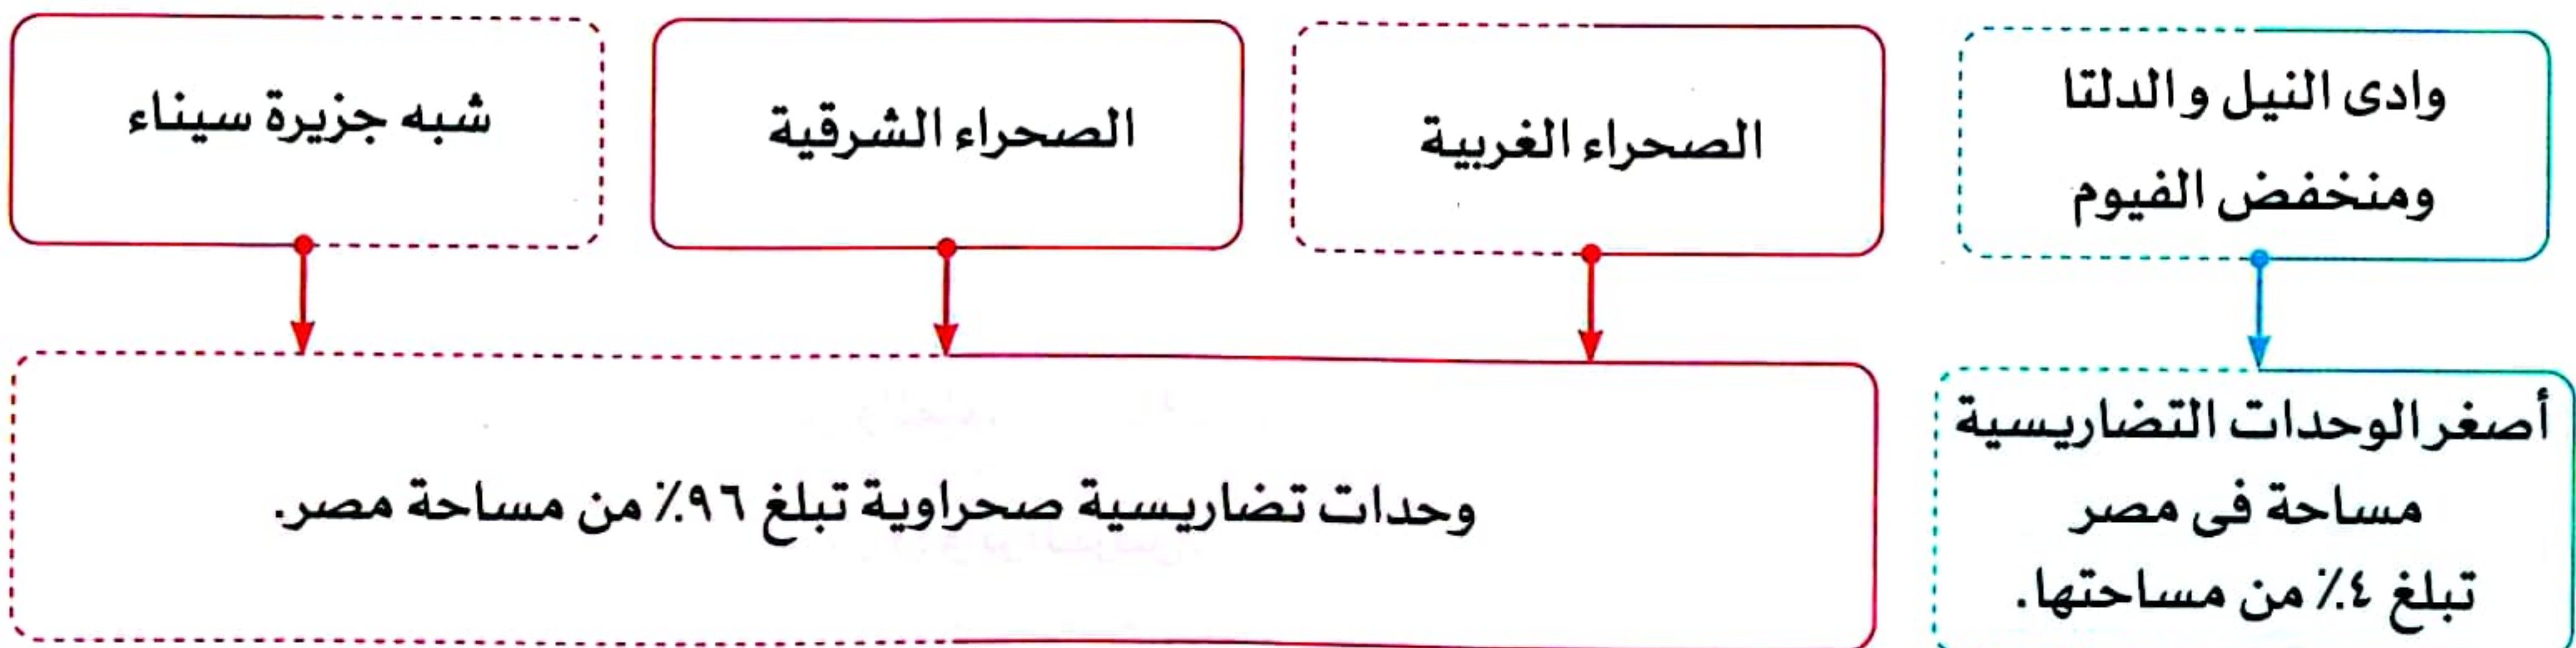 وادى النيل والدلتا
ومنخفض الفيوم
الصحراء الغربية
الصحراء الشرقية
شبه جزيرة سيناء
أصغر الوحدات التضاريسية
مساحة فى مصر
تبلغ ٤٪ من مساحتها.
وحدات تضاريسية صحراوية تبلغ ٩٦٪ من مساحة مصر.